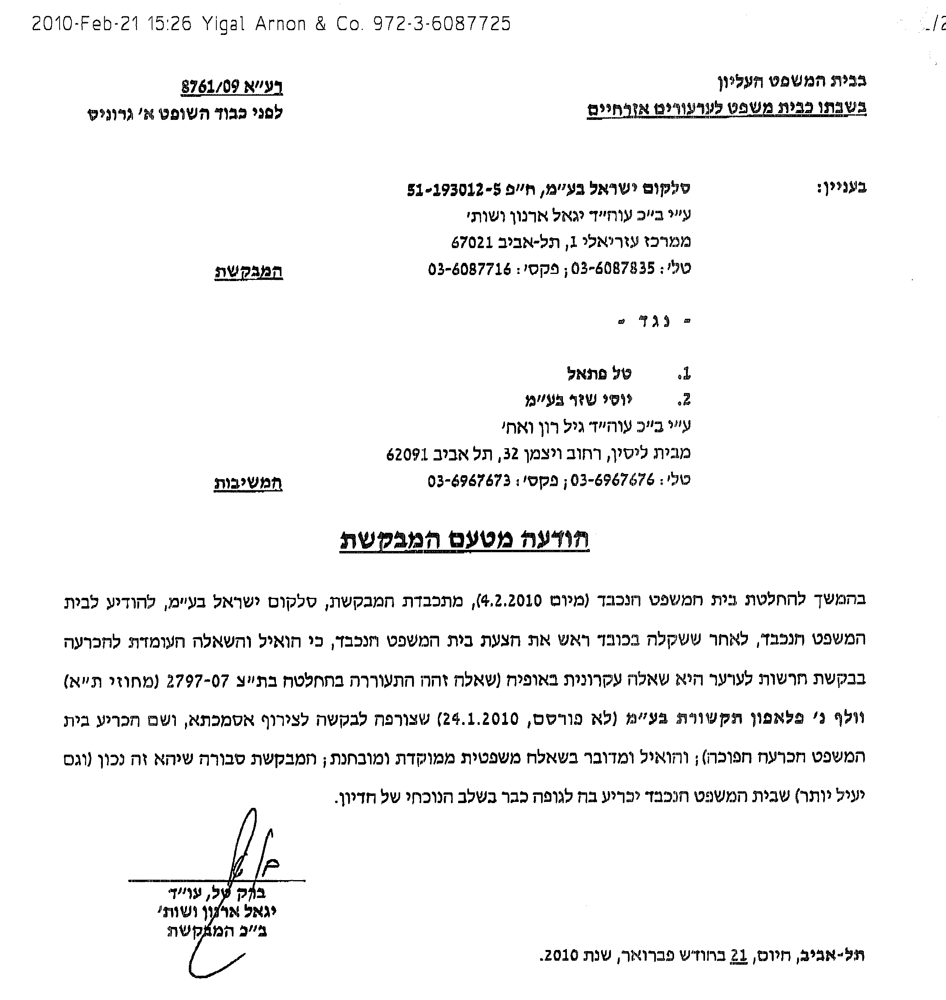 2010-Feb-21 15:26 Yigal Arnon & Co. 972-3-6087725
בבית המשפט העליון
רע״א 8761/09
בשבתו כבית משפט לערעורים אזרחיים
לפני כבוד השופט א׳ גרוניס
בעניין:
סלקום ישראל בע״מ, ח״פ 51-193012-5
ע״י ב״כ עוה״ד יגאל ארנון ושות׳
ממרכז עזריאלי 1, תל-אביב 67021
טל׳: 03-6087835; פקס׳: 03-6087716
המבקשת
- נגד -
1. טל פתאל
2. יוסי שזר בע״מ
ע״י ב״כ עוה״ד גיל רון ואח׳
מבית ליסין, רחוב ויצמן 32, תל אביב 62091
טל׳: 03-6967676; פקס׳: 03-6967673
המשיבות
הודעה מטעם המבקשת
בהמשך להחלטת בית המשפט הנכבד (מיום 4.2.2010), מתכבדת המבקשת, סלקום ישראל בע״מ, להודיע לבית
המשפט הנכבד, לאחר ששקלה בכובד ראש את הצעת בית המשפט הנכבד, כי הואיל והשאלה העומדת להכרעה
בבקשת הרשות לערער היא שאלה עקרונית באופיה (שאלה זהה התעוררה בהחלטה בת״צ 2797-07 (מחוזי ת״א)
וולף נ׳ פלאפון תקשורת בע״מ (לא פורסם, 24.1.2010) שצורפה לבקשה לצירוף אסמכתא, ושם הכריע בית
המשפט הכרעה הפוכה); והואיל ומדובר בשאלה משפטית ממוקדת ומובחנת; המבקשת סבורה שיהא זה נכון (וגם
יעיל יותר) שבית המשפט הנכבד יכריע בה לגופה כבר בשלב הנוכחי של הדיון.
ברק טל, עו״ד
יגאל ארנון ושות׳
ב״כ המבקשת
תל-אביב, היום, 21 בחודש פברואר, שנת 2010.